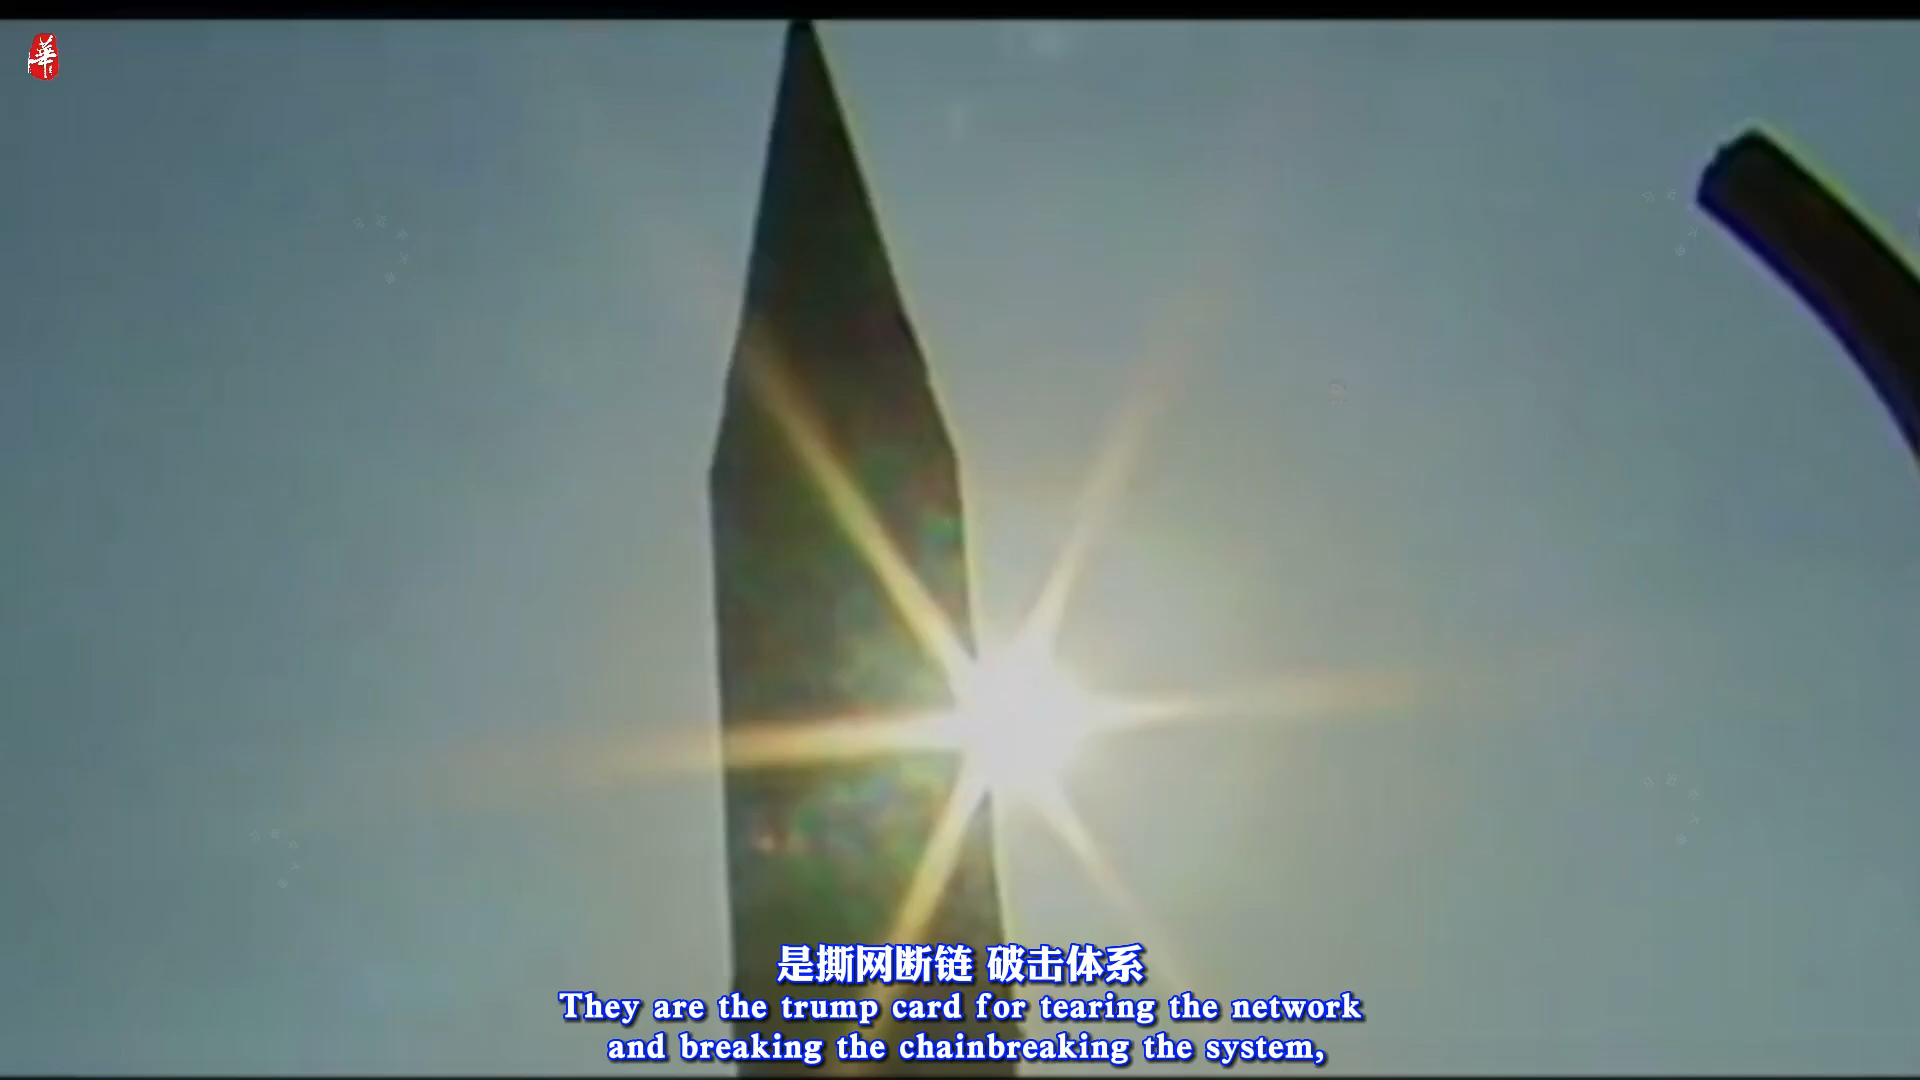 華
是撕网断链 破击体系
They are the trump card for tearing the network
and breaking the chainbreaking the system,